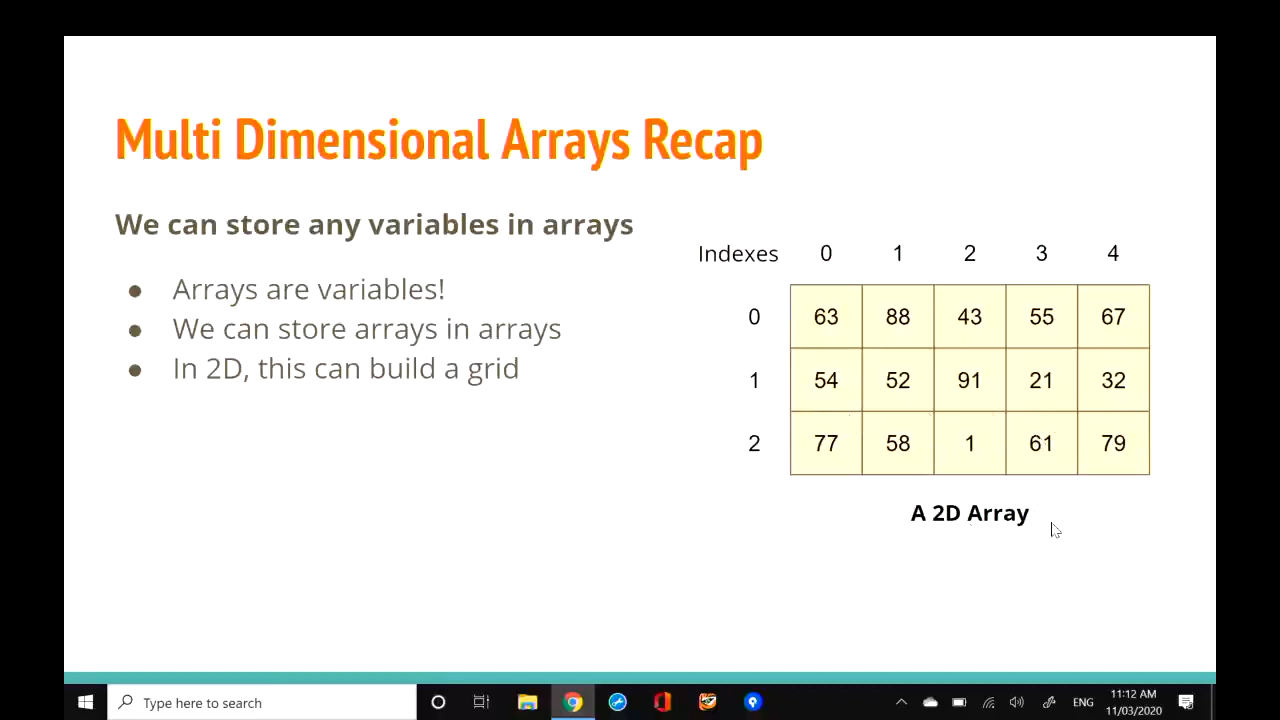 Multi Dimensional Arrays Recap
We can store any variables in arrays
● Arrays are variables!
● We can store arrays in arrays
● In 2D, this can build a grid
Indexes 0 1 2 3 4
0 63 88 43 55 67
1 54 52 91 21 32
2 77 58 1 61 79
A 2D Array
Type here to search
ENG
11:12 AM
11/03/2020